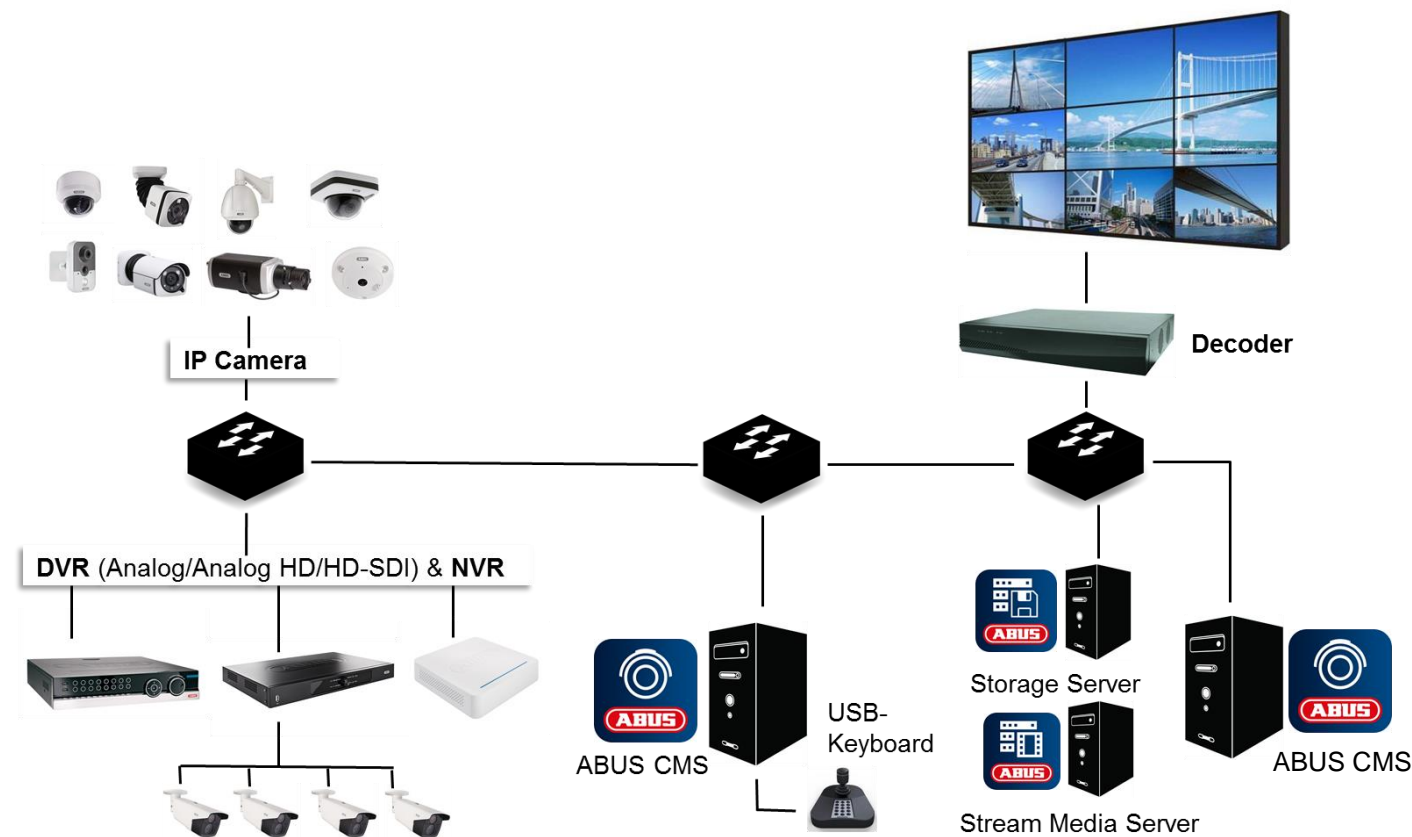 Decoder
IP Camera
DVR (Analog/Analog HD/HD-SDI) & NVR
ABUS
ABUS CMS
USB-
Keyboard
ABUS
Storage Server
ABUS
Stream Media Server
ABUS
ABUS CMS